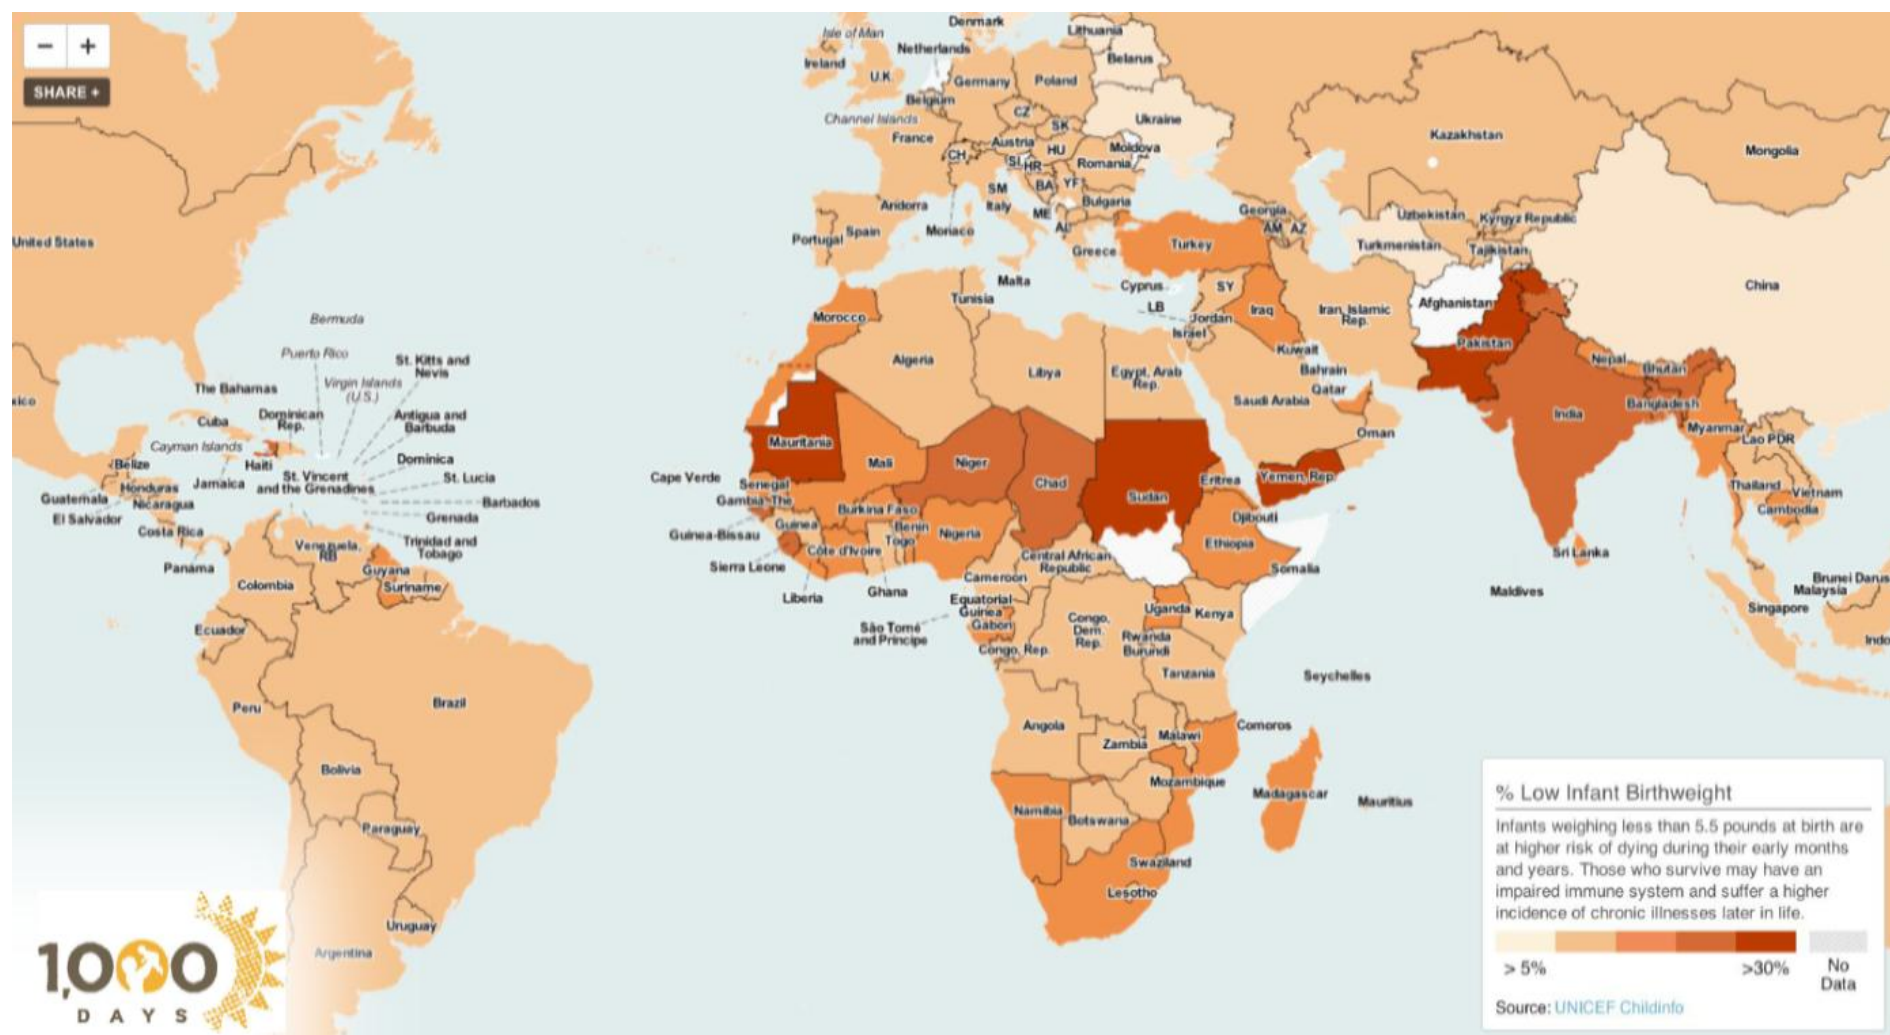 −
+
SHARE +
Isle of Man
Denmark
Lithuania
Netherlands
Ireland
U.K.
Belarus
Germany
Poland
Belgium
Channel Islands
CZ
SK
Ukraine
France
Austria
HU
Moldova
CH
SI
HR
Romania
Kazakhstan
Mongolia
SM
BA
YF
Andorra
Italy
ME
Bulgaria
Georgia
Uzbekistan
Kyrgyz Republic
Portugal
Spain
Monaco
AL
AM
AZ
United States
Greece
Turkey
Turkmenistan
Tajikistan
Malta
Cyprus
SY
China
Tunisia
LB
Iraq
Iran, Islamic
Rep.
Afghanistan
Bermuda
Morocco
Jordan
Israel
Pakistan
Puerto Rico
St. Kitts and
Nevis
Algeria
Kuwait
Nepal
Bhutan
The Bahamas
Virgin Islands
(U.S.)
Libya
Egypt, Arab
Rep.
Bahrain
Qatar
xico
Saudi Arabia
Bangladesh
Cuba
Dominican
Rep.
Antigua and
Barbuda
India
Myanmar
Lao PDR
Oman
Cayman Islands
Mauritania
Belize
Haiti
Dominica
Mali
Niger
Chad
Sudan
Eritrea
Yemen, Rep.
Guatemala
Honduras
Jamaica
St. Vincent
and the Grenadines
St. Lucia
Cape Verde
Senegal
Thailand
Vietnam
Nicaragua
Barbados
Gambia, The
Burkina Faso
Cambodia
El Salvador
Grenada
Djibouti
Costa Rica
Guinea-Bissau
Guinea
Benin
Togo
Nigeria
Ethiopia
Venezuela,
RB
Trinidad and
Tobago
Côte d'Ivoire
Central African
Republic
Sri Lanka
Panama
Guyana
Sierra Leone
Somalia
Colombia
Suriname
Liberia
Ghana
Cameroon
Maldives
Brunei Darus
Malaysia
Singapore
Equatorial
Guinea
Gabon
Uganda
Kenya
Congo,
Dem.
Rep.
Ecuador
São Tomé
and Principe
Congo, Rep.
Rwanda
Burundi
Indo
Tanzania
Seychelles
Peru
Brazil
Angola
Comoros
Zambia
Malawi
Bolivia
Mozambique
Madagascar
Mauritius
Namibia
Botswana
Paraguay
Swaziland
Lesotho
Uruguay
Argentina
1,000
DAYS
% Low Infant Birthweight
Infants weighing less than 5.5 pounds at birth are
at higher risk of dying during their early months
and years. Those who survive may have an
impaired immune system and suffer a higher
incidence of chronic illnesses later in life.
> 5%
>30%
No
Data
Source: UNICEF Childinfo